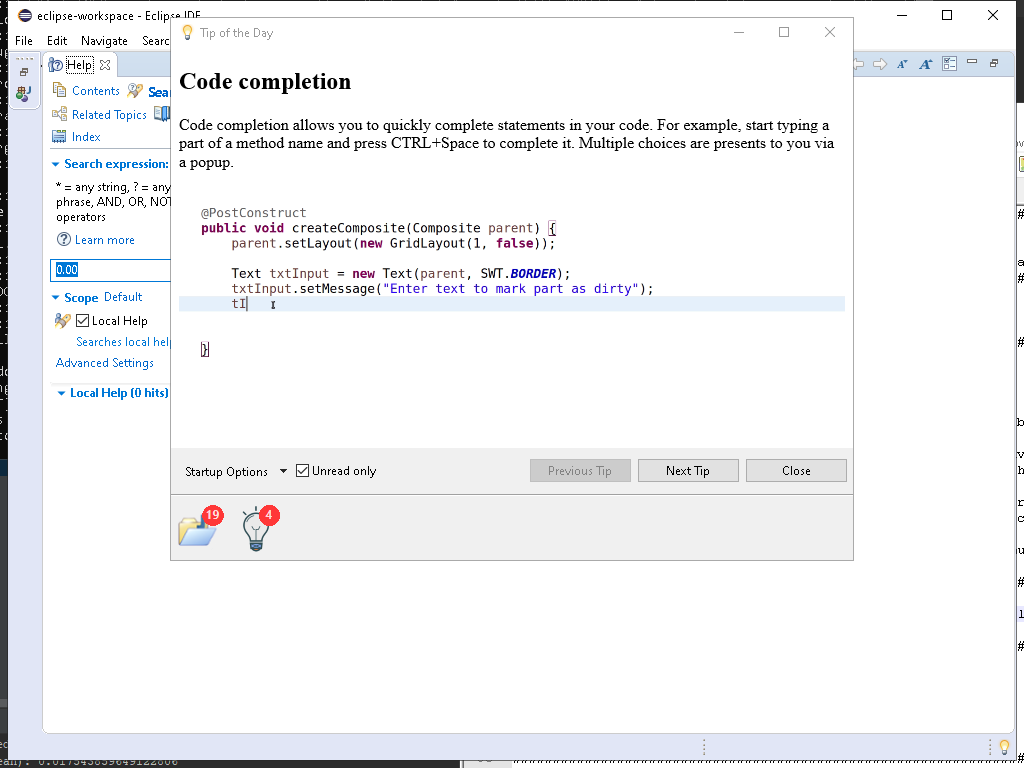 eclipse-workspace - Eclipse IDE
File Edit Navigate Searc
Tip of the Day
Help
Contents Sea
Related Topics
Index
Search expression:
* = any string, ? = any
phrase, AND, OR, NOT
operators
Learn more
0.00
Scope Default
Local Help
Searches local hel
Advanced Settings
Local Help (0 hits)
Code completion
Code completion allows you to quickly complete statements in your code. For example, start typing a
part of a method name and press CTRL+Space to complete it. Multiple choices are presents to you via
a popup.
@PostConstruct
public void createComposite(Composite parent) {
parent.setLayout(new GridLayout(1, false));
Text txtInput = new Text(parent, SWT.BORDER);
txtInput.setMessage("Enter text to mark part as dirty");
tI
}
Startup Options Unread only Previous Tip Next Tip Close
19 4